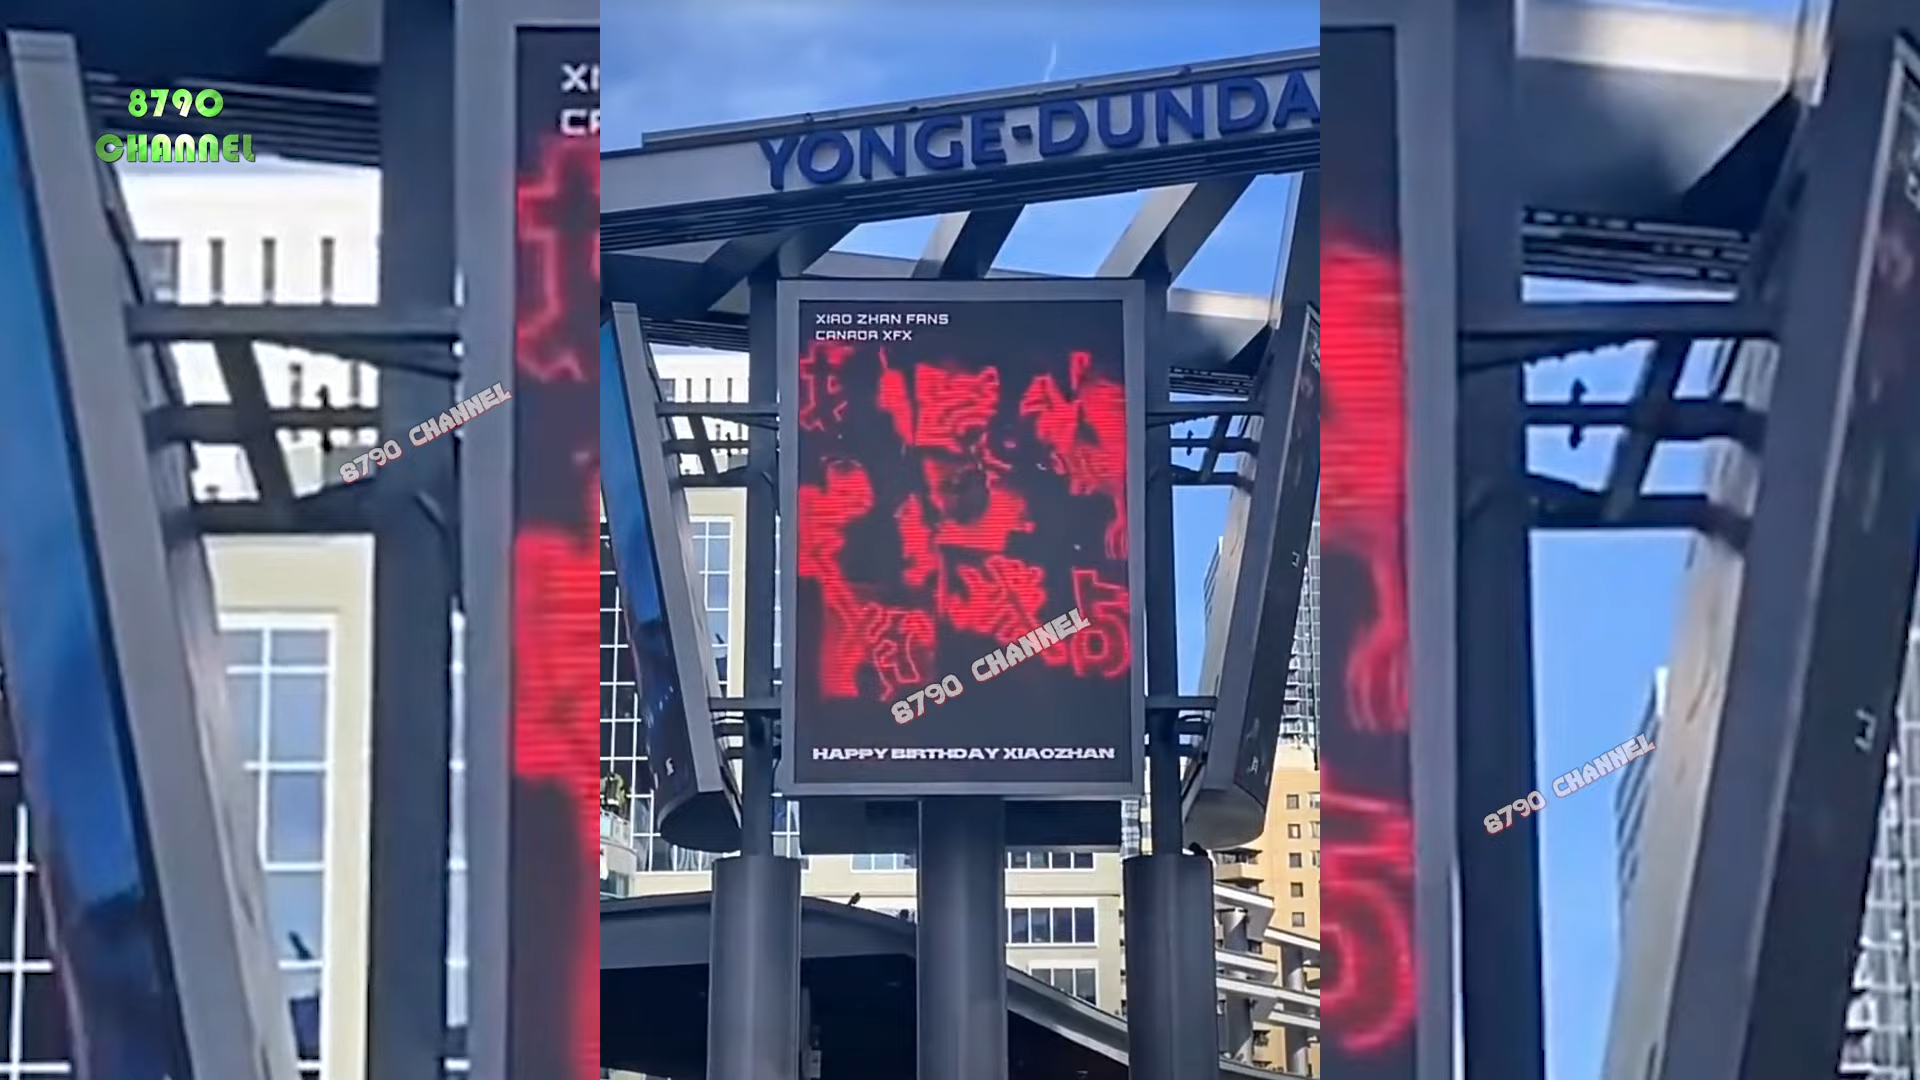 8790
CHANNEL
YONGE-DUNDA
XIAO ZHAN FANS
CANADA XFX
8790 CHANNEL
8790 CHANNEL
HAPPY BIRTHDAY XIAOZHAN
8790 CHANNEL